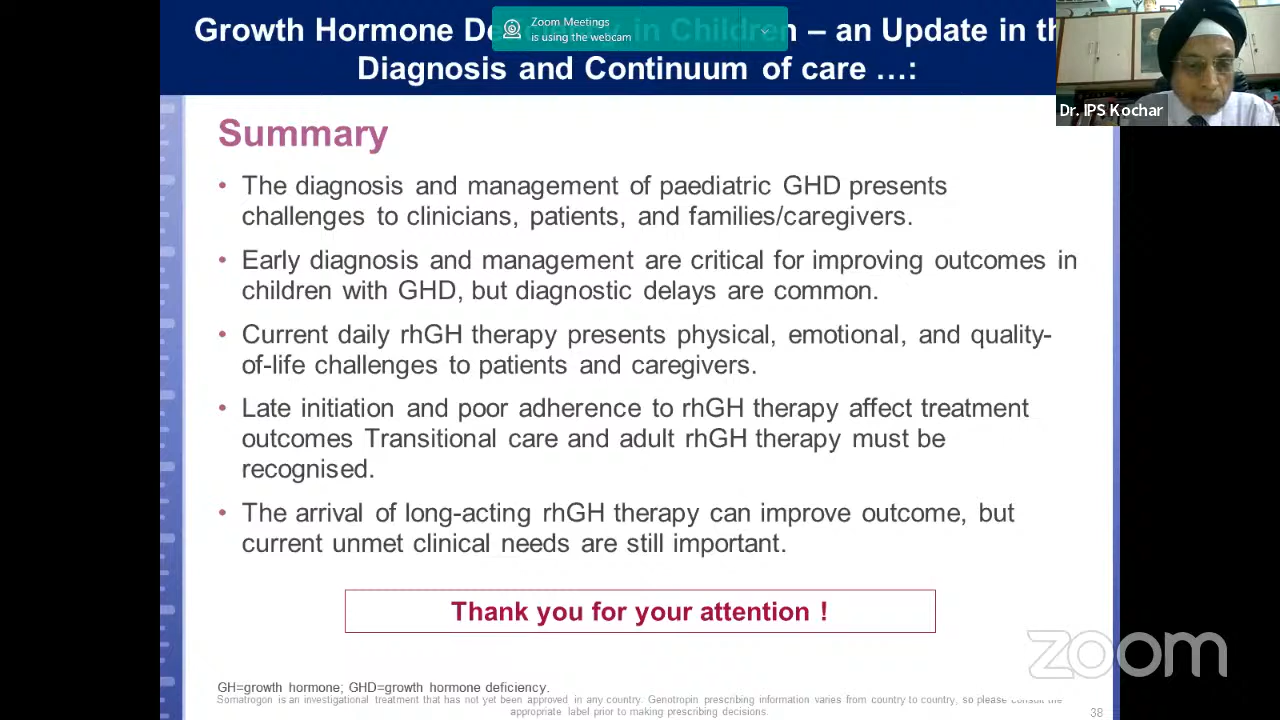 Growth Hormone De in Children – an Update in th
Zoom Meetings
is using the webcam
Diagnosis and Continuum of care …:
Dr. IPS Kochar
Summary
• The diagnosis and management of paediatric GHD presents
challenges to clinicians, patients, and families/caregivers.
• Early diagnosis and management are critical for improving outcomes in
children with GHD, but diagnostic delays are common.
• Current daily rhGH therapy presents physical, emotional, and quality-
of-life challenges to patients and caregivers.
• Late initiation and poor adherence to rhGH therapy affect treatment
outcomes Transitional care and adult rhGH therapy must be
recognised.
• The arrival of long-acting rhGH therapy can improve outcome, but
current unmet clinical needs are still important.
Thank you for your attention !
zoom
GH=growth hormone; GHD=growth hormone deficiency.
Somatrogon is an investigational treatment that has not yet been approved in any country. Genotropin prescribing information varies from country to country, so please consult the
appropriate label prior to making prescribing decisions.
38